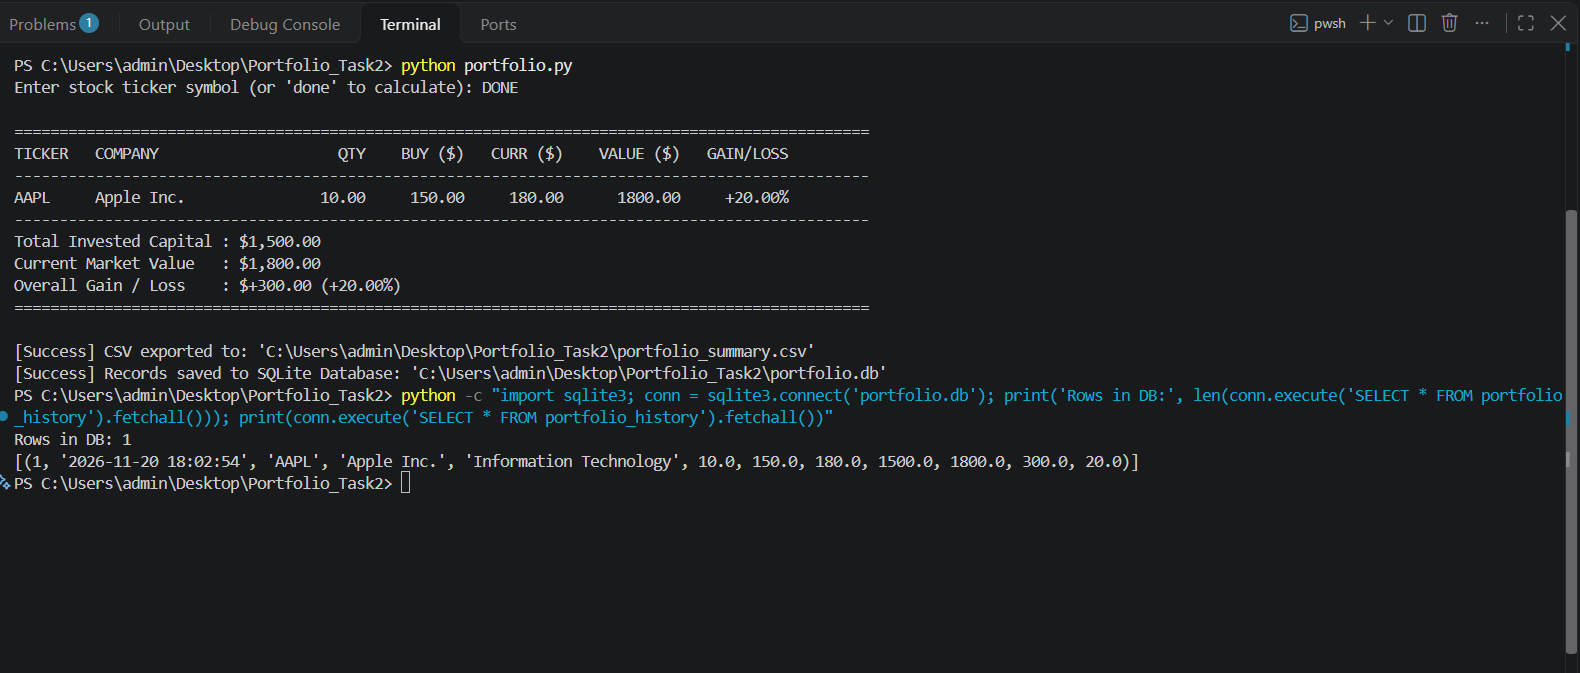 Problems 1 Output Debug Console Terminal Ports pwsh
PS C:\Users\admin\Desktop\Portfolio_Task2> python portfolio.py
Enter stock ticker symbol (or 'done' to calculate): DONE
===============================================================================================
TICKER   COMPANY                    QTY    BUY ($)   CURR ($)    VALUE ($)   GAIN/LOSS
-----------------------------------------------------------------------------------------------
AAPL     Apple Inc.               10.00     150.00     180.00      1800.00     +20.00%
-----------------------------------------------------------------------------------------------
Total Invested Capital : $1,500.00
Current Market Value   : $1,800.00
Overall Gain / Loss    : $+300.00 (+20.00%)
===============================================================================================
[Success] CSV exported to: 'C:\Users\admin\Desktop\Portfolio_Task2\portfolio_summary.csv'
[Success] Records saved to SQLite Database: 'C:\Users\admin\Desktop\Portfolio_Task2\portfolio.db'
PS C:\Users\admin\Desktop\Portfolio_Task2> python -c "import sqlite3; conn = sqlite3.connect('portfolio.db'); print('Rows in DB:', len(conn.execute('SELECT * FROM portfolio
_history').fetchall())); print(conn.execute('SELECT * FROM portfolio_history').fetchall())"
Rows in DB: 1
[(1, '2026-11-20 18:02:54', 'AAPL', 'Apple Inc.', 'Information Technology', 10.0, 150.0, 180.0, 1500.0, 1800.0, 300.0, 20.0)]
PS C:\Users\admin\Desktop\Portfolio_Task2>